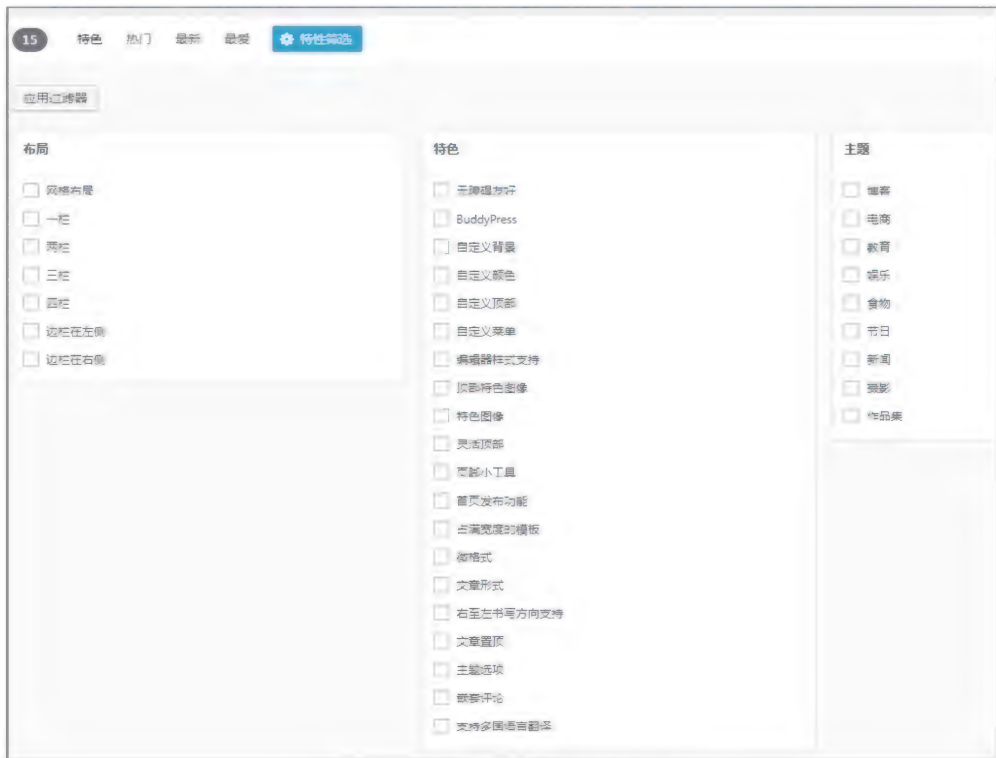 15 特色 热门 最新 最爱 特性筛选
应用过滤器
布局
网格布局
一栏
两栏
三栏
四栏
边栏在左侧
边栏在右侧
特色
无障碍友好
BuddyPress
自定义背景
自定义颜色
自定义顶部
自定义菜单
编辑器样式支持
顶部特色图像
特色图像
灵活顶部
页脚小工具
首页发布功能
占满宽度的模板
微格式
文章形式
右至左书写方向支持
文章置顶
主题选项
嵌套评论
支持多国语言翻译
主题
博客
电商
教育
娱乐
食物
节日
新闻
摄影
作品集